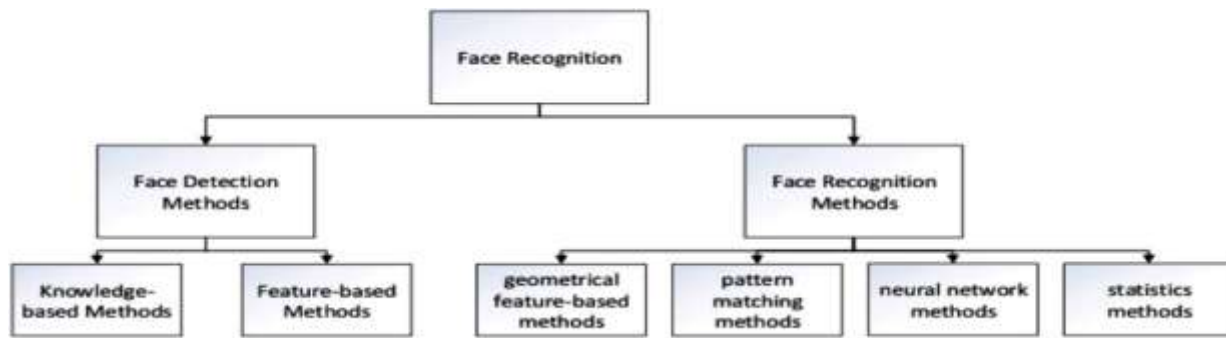 Face Recognition
Face Detection
Methods
Face Recognition
Methods
Knowledge-
based Methods
Feature-based
Methods
geometrical
feature-based
methods
pattern
matching
methods
neural network
methods
statistics
methods